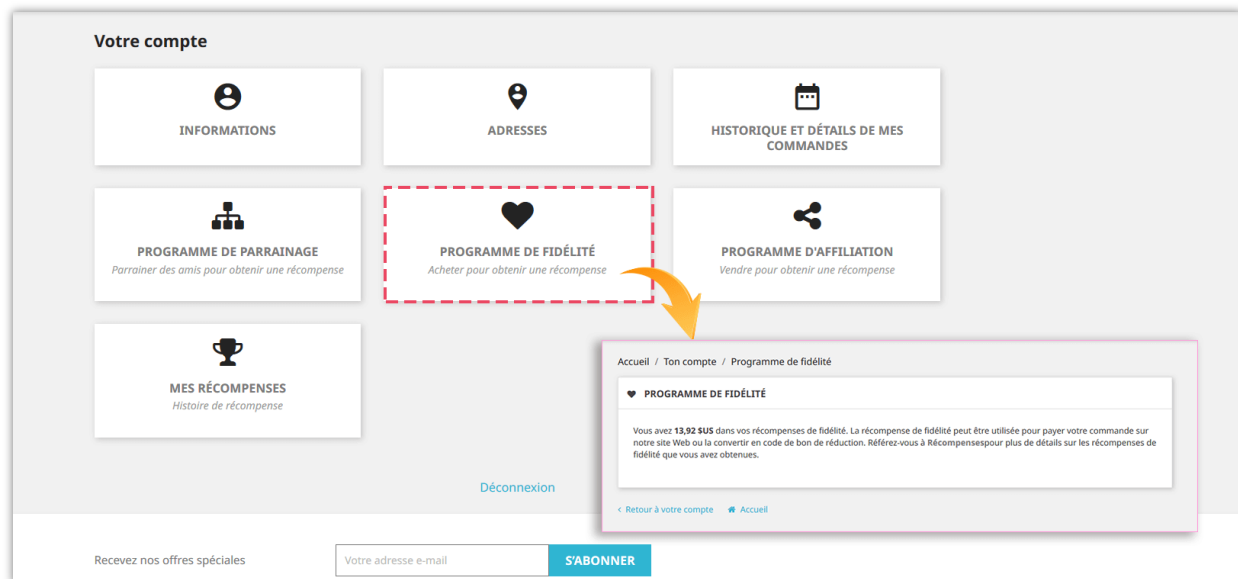 Votre compte
INFORMATIONS
ADRESSES
HISTORIQUE ET DÉTAILS DE MES
COMMANDES
PROGRAMME DE PARRAINAGE
Parrainer des amis pour obtenir une récompense
PROGRAMME DE FIDÉLITÉ
Acheter pour obtenir une récompense
PROGRAMME D'AFFILIATION
Vendre pour obtenir une récompense
MES RÉCOMPENSES
Histoire de récompense
Accueil / Ton compte / Programme de fidélité
PROGRAMME DE FIDÉLITÉ
Vous avez 13,92 $US dans vos récompenses de fidélité. La récompense de fidélité peut être utilisée pour payer votre commande sur
notre site Web ou la convertir en code de bon de réduction. Référez-vous à Récompensespour plus de détails sur les récompenses de
fidélité que vous avez obtenues.
< Retour à votre compte Accueil
Déconnexion
Recevez nos offres spéciales
Votre adresse e-mail
S'ABONNER